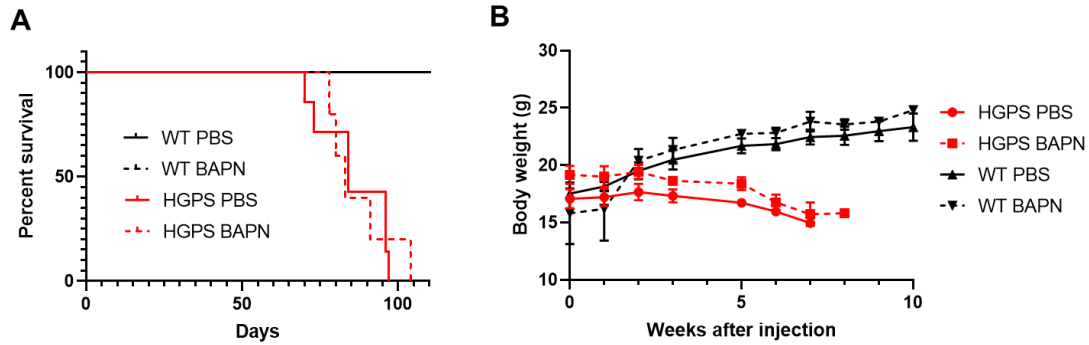 A
Percent survival
100
50
0
0
50
100
Days
WT PBS
WT BAPN
HGPS PBS
HGPS BAPN
B
Body weight (g)
30
25
20
15
10
0
5
10
Weeks after injection
HGPS PBS
HGPS BAPN
WT PBS
WT BAPN